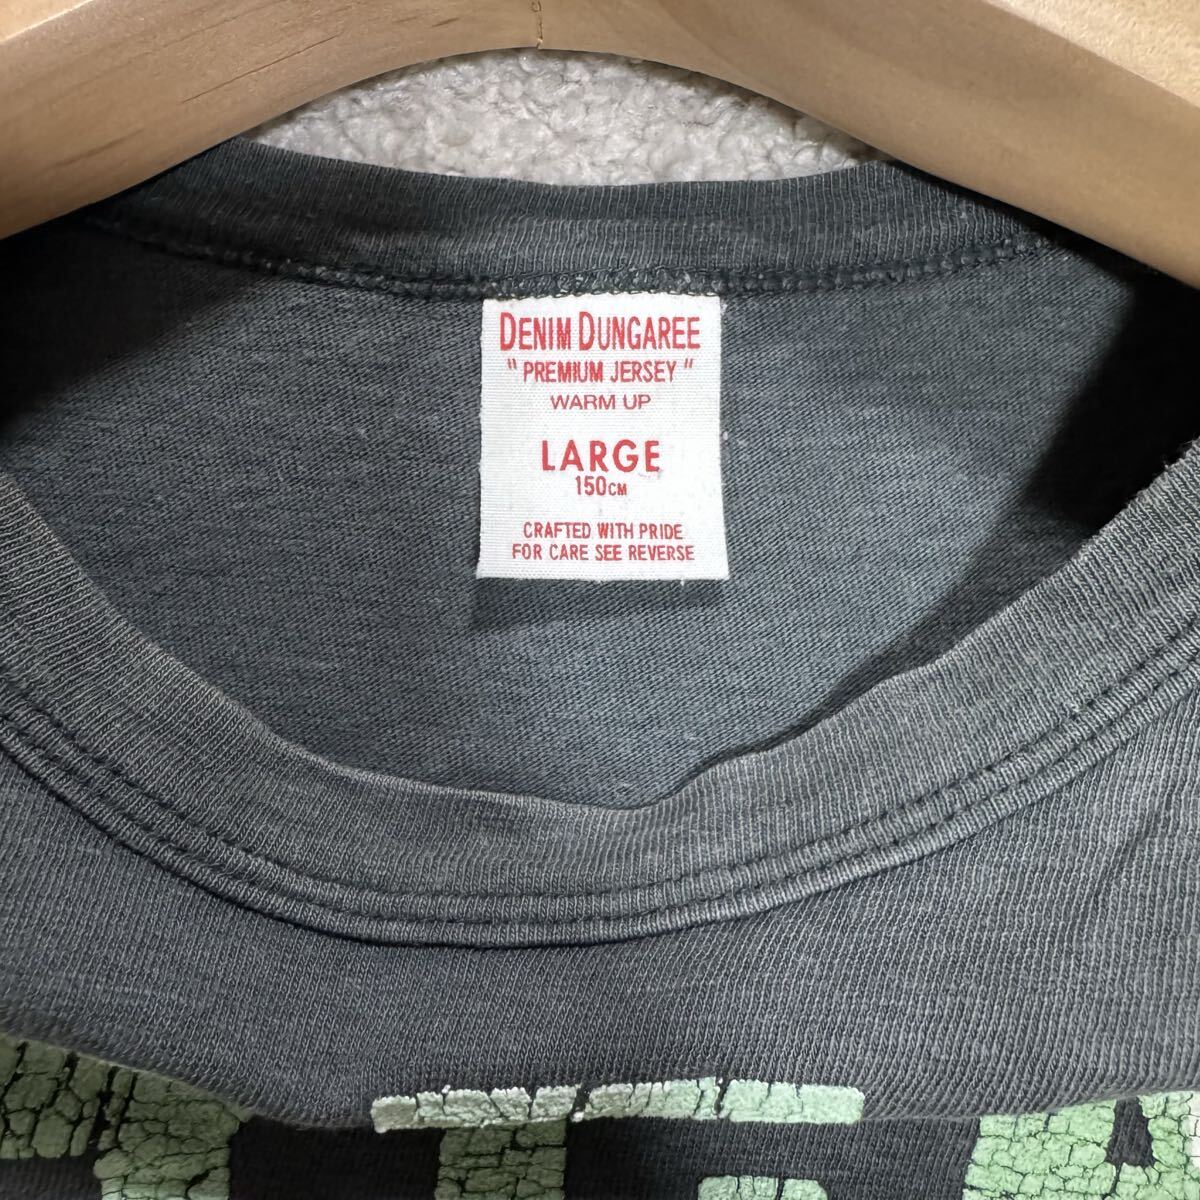 DENIM DUNGAREE
"PREMIUM JERSEY"
WARM UP
LARGE
150CM
CRAFTED WITH PRIDE
FOR CARE SEE REVERSE